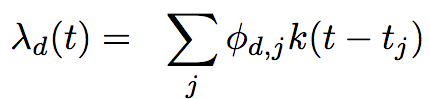 λ_d(t) = ∑_j φ_{d,j} k(t − t_j)